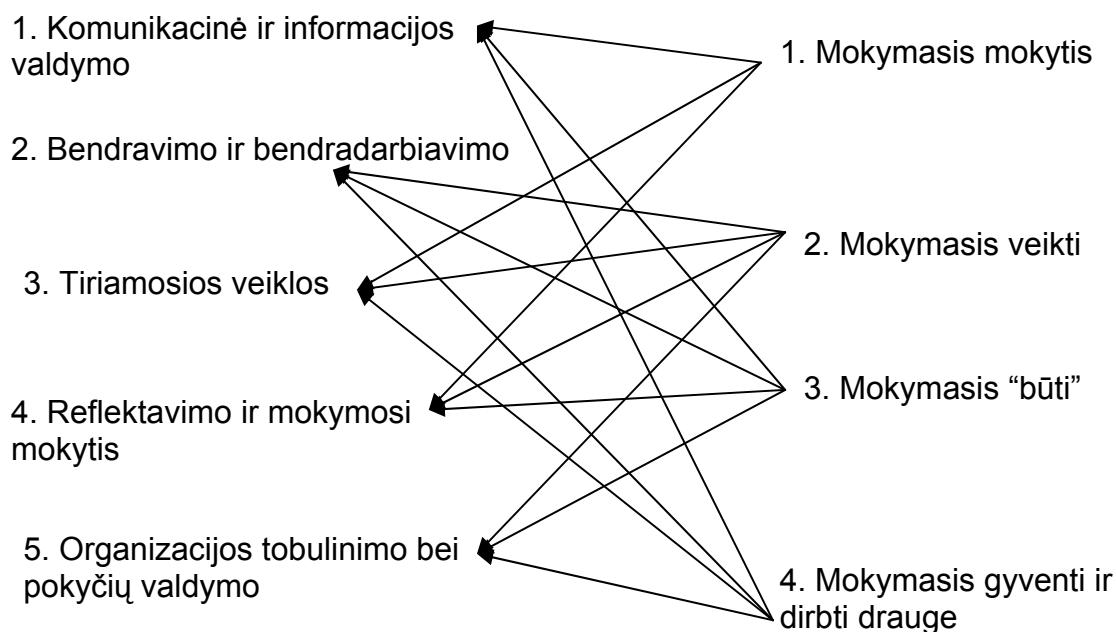 1. Komunikacinė ir informacijos
valdymo
2. Bendravimo ir bendradarbiavimo
3. Tiriamosios veiklos
4. Reflektavimo ir mokymosi
mokytis
5. Organizacijos tobulinimo bei
pokyčių valdymo
1. Mokymasis mokytis
2. Mokymasis veikti
3. Mokymasis “būti”
4. Mokymasis gyventi ir
dirbti drauge